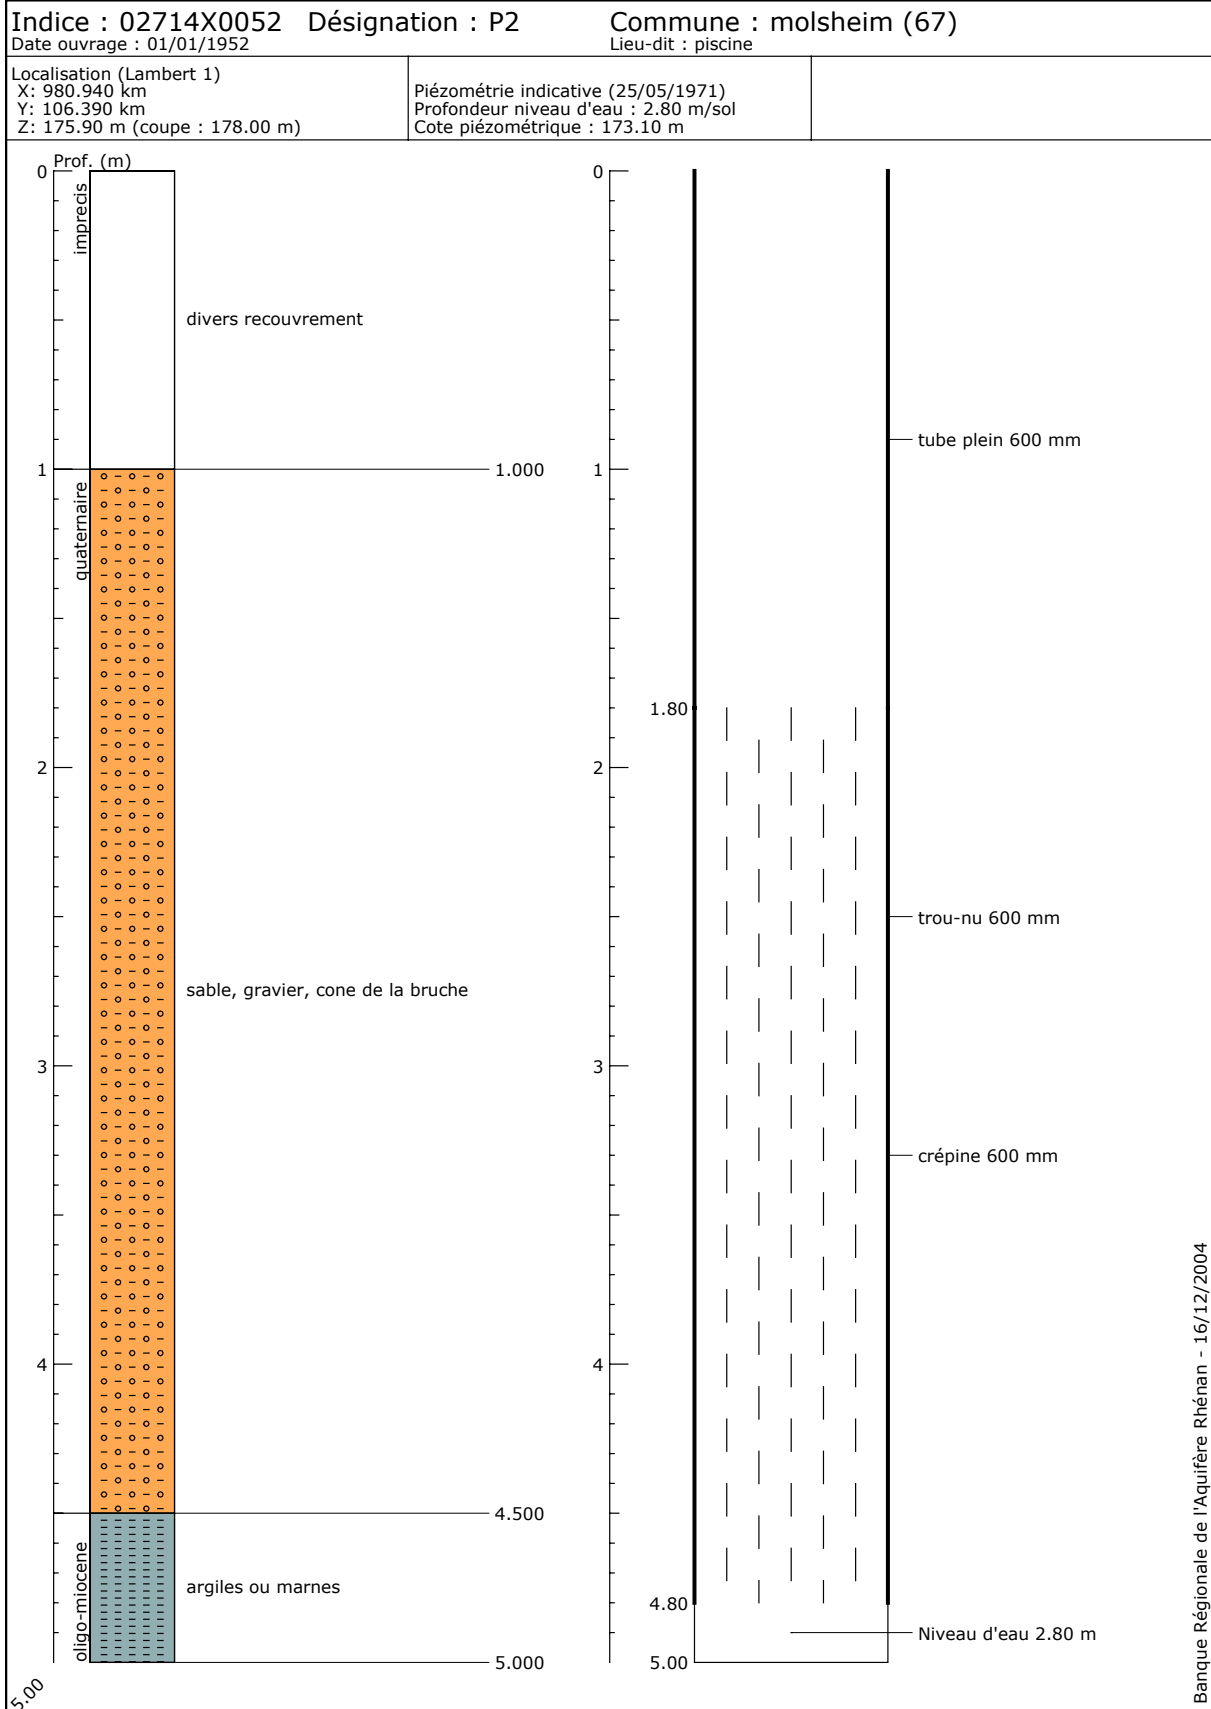 Indice : 02714X0052 Désignation : P2 Commune : molsheim (67)
Date ouvrage : 01/01/1952 Lieu-dit : piscine
Localisation (Lambert 1)
X: 980.940 km
Y: 106.390 km
Z: 175.90 m (coupe : 178.00 m)
Piézométrie indicative (25/05/1971)
Profondeur niveau d'eau : 2.80 m/sol
Cote piézométrique : 173.10 m
Prof. (m)
0
imprecis
divers recouvrement
1
1.000
quaternaire
2
sable, gravier, cone de la bruche
3
4
4.500
oligo-miocene
argiles ou marnes
5.000
5.00
0
tube plein 600 mm
1
1.80
2
trou-nu 600 mm
3
crépine 600 mm
4
4.80
Niveau d'eau 2.80 m
5.00
Banque Régionale de l'Aquifère Rhénan - 16/12/2004